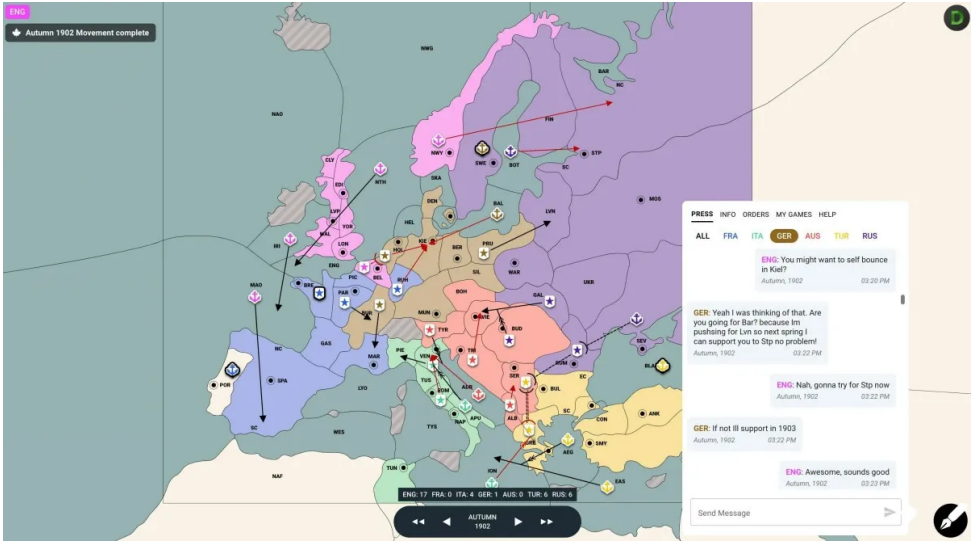 ENG
Autumn 1902 Movement complete
D
NWG
BAR
NC
NAO
FIN
CLY
NWY
SWE
BOT
STP
SC
NTH
EDI
SKA
MOS
LVP
DEN
BAL
LVN
YOR
HEL
WAL
IRI
HOL
KIE
BER
PRU
LON
ENG
BEL
SIL
WAR
UKR
MAO
PIC
RUH
BRE
PAR
BOH
GAL
MUN
VIE
BUR
BUD
SEV
TYR
GAS
NC
PIE
VEN
TRI
RUM
MAR
SER
EC
BLA
POR
SPA
TUS
BUL
LYO
ROM
ADR
SC
CON
ANK
ALB
NAP
APU
SC
WES
TYS
GRE
SMY
AEG
NAF
TUN
ION
EAS
ENG: 17 FRA: 0 ITA: 4 GER: 1 AUS: 0 TUR: 6 RUS: 6
AUTUMN
1902
PRESS INFO ORDERS MY GAMES HELP
ALL FRA ITA GER AUS TUR RUS
ENG: You might want to self bounce
in Kiel?
Autumn, 1902 03:20 PM
GER: Yeah I was thinking of that. Are
you going for Bar? because Im
pushsing for Lvn so next spring I
can support you to Stp no problem!
Autumn, 1902 03:22 PM
ENG: Nah, gonna try for Stp now
Autumn, 1902 03:22 PM
GER: If not Ill support in 1903
Autumn, 1902 03:22 PM
ENG: Awesome, sounds good
Autumn, 1902 03:23 PM
Send Message